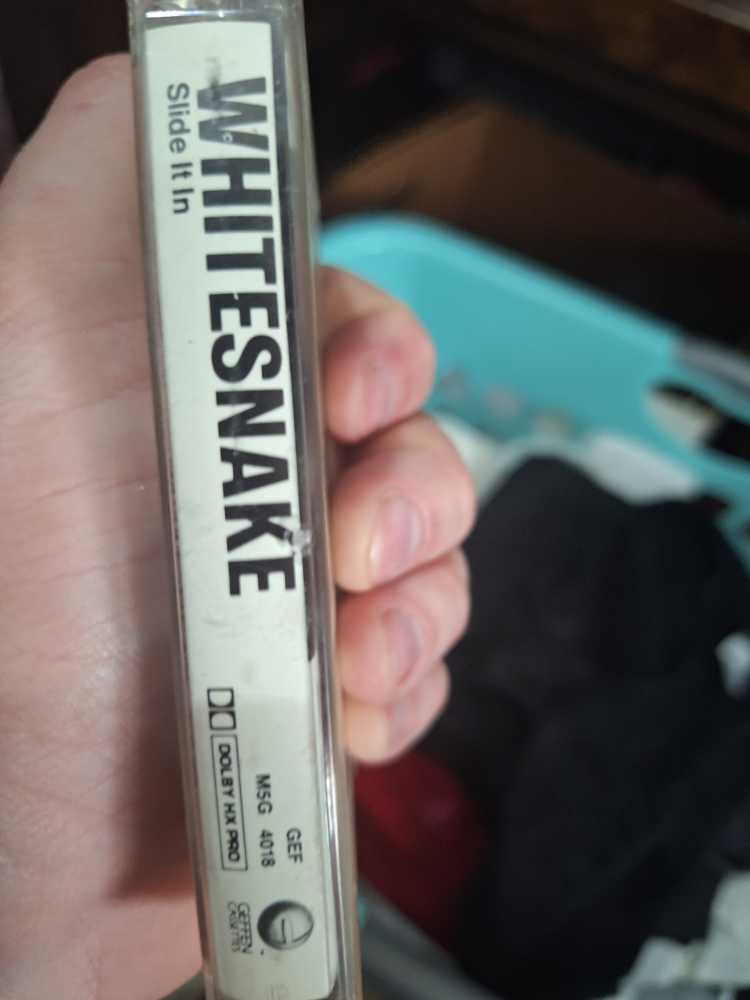 WHITESNAKE
Slide It In
DOLBY HX PRO
GEF
M5G 4018
GEFFEN
CASSETTES